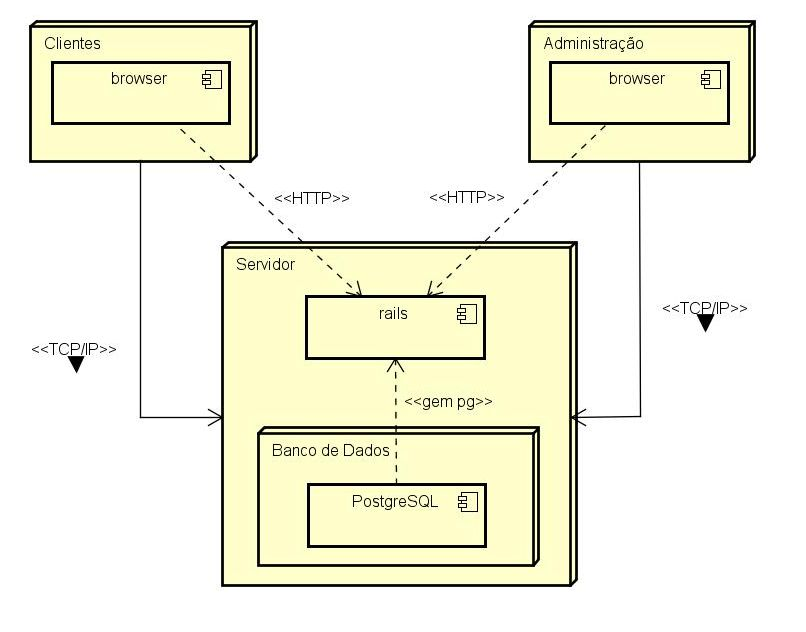 Clientes
browser
Administração
browser
<<HTTP>>
<<HTTP>>
Servidor
rails
<<TCP/IP>>
<<TCP/IP>>
<<gem pg>>
Banco de Dados
PostgreSQL